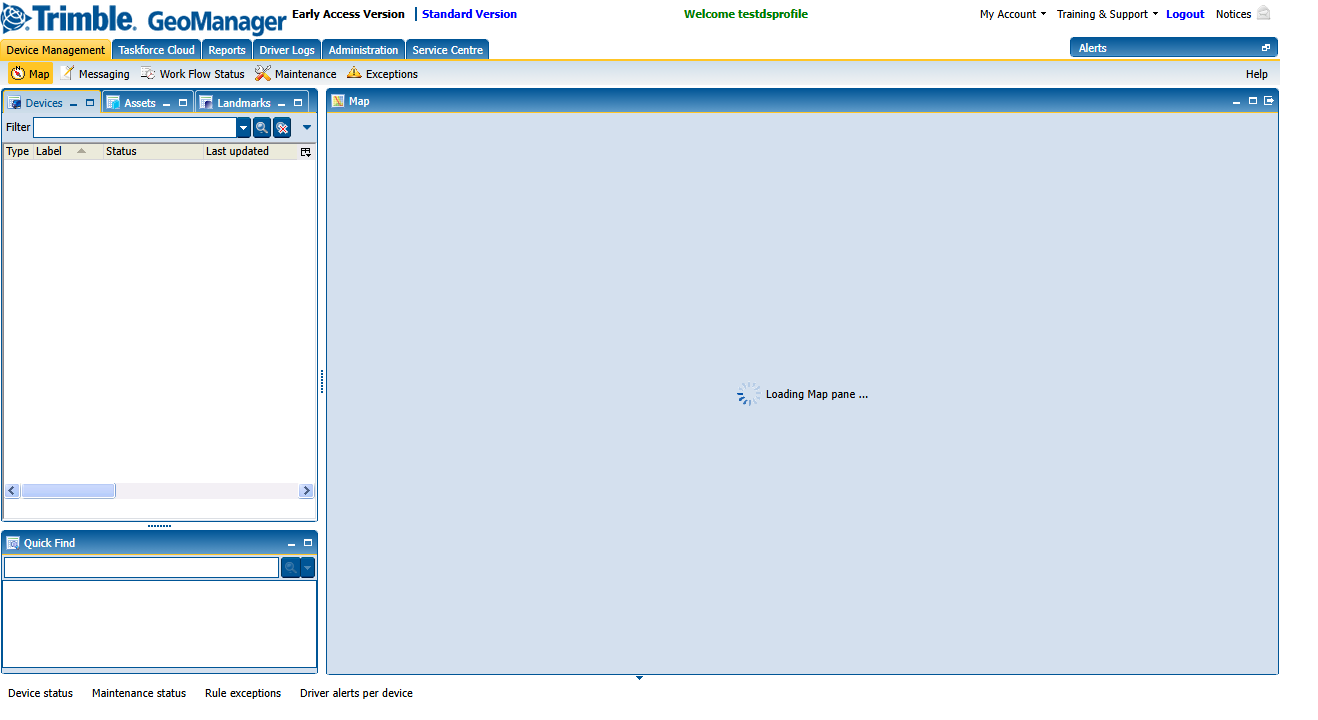 Trimble. GeoManager Early Access Version | Standard Version Welcome testdsprofile My Account Training & Support Logout Notices
Device Management Taskforce Cloud Reports Driver Logs Administration Service Centre Alerts
Map Messaging Work Flow Status Maintenance Exceptions Help
Devices Assets Landmarks Map
Filter
Type Label Status Last updated
Loading Map pane ...
Quick Find
Device status Maintenance status Rule exceptions Driver alerts per device